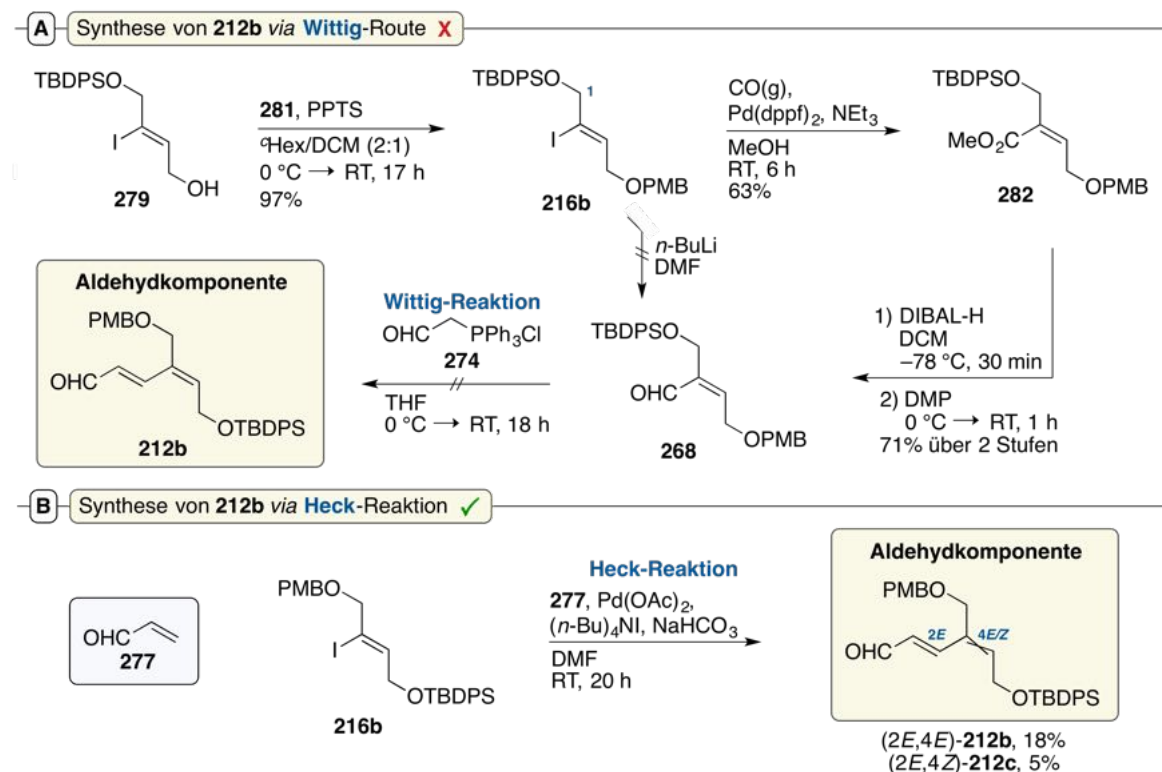 A Synthese von 212b via Wittig-Route X
TBDPSO
I
OH
279
281, PPTS
ᶜHex/DCM (2:1)
0 °C → RT, 17 h
97%
TBDPSO
1
I
OPMB
216b
CO(g),
Pd(dppf)₂, NEt₃
MeOH
RT, 6 h
63%
TBDPSO
MeO₂C
OPMB
282
n-BuLi
DMF
Aldehydkomponente
PMBO
OHC
OTBDPS
212b
Wittig-Reaktion
OHC
PPh₃Cl
274
THF
0 °C → RT, 18 h
TBDPSO
OHC
OPMB
268
1) DIBAL-H
DCM
–78 °C, 30 min
2) DMP
0 °C → RT, 1 h
71% über 2 Stufen
B Synthese von 212b via Heck-Reaktion ✓
OHC
277
PMBO
I
OTBDPS
216b
Heck-Reaktion
277, Pd(OAc)₂,
(n-Bu)₄NI, NaHCO₃
DMF
RT, 20 h
Aldehydkomponente
PMBO
2E
4E/Z
OHC
OTBDPS
(2E,4E)-212b, 18%
(2E,4Z)-212c, 5%